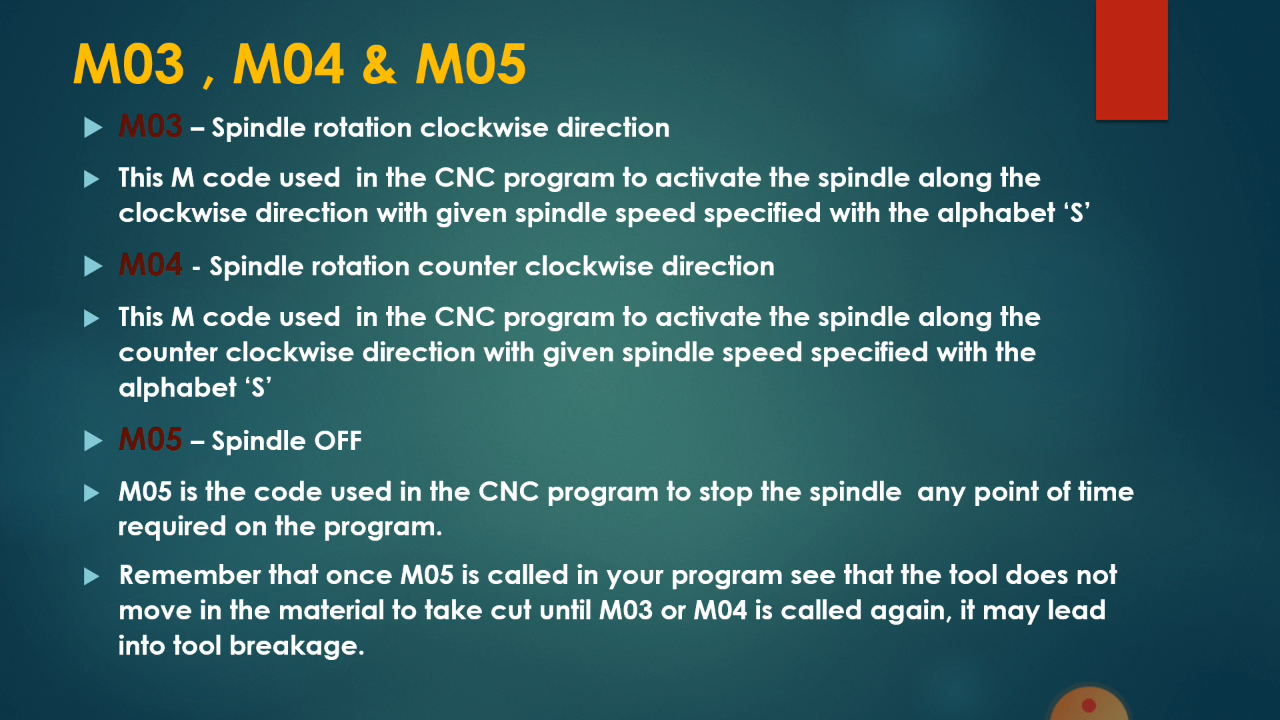 M03 , M04 & M05
M03 – Spindle rotation clockwise direction
This M code used  in the CNC program to activate the spindle along the
clockwise direction with given spindle speed specified with the alphabet ‘S’
M04 - Spindle rotation counter clockwise direction
This M code used  in the CNC program to activate the spindle along the
counter clockwise direction with given spindle speed specified with the
alphabet ‘S’
M05 – Spindle OFF
M05 is the code used in the CNC program to stop the spindle  any point of time
required on the program.
Remember that once M05 is called in your program see that the tool does not
move in the material to take cut until M03 or M04 is called again, it may lead
into tool breakage.